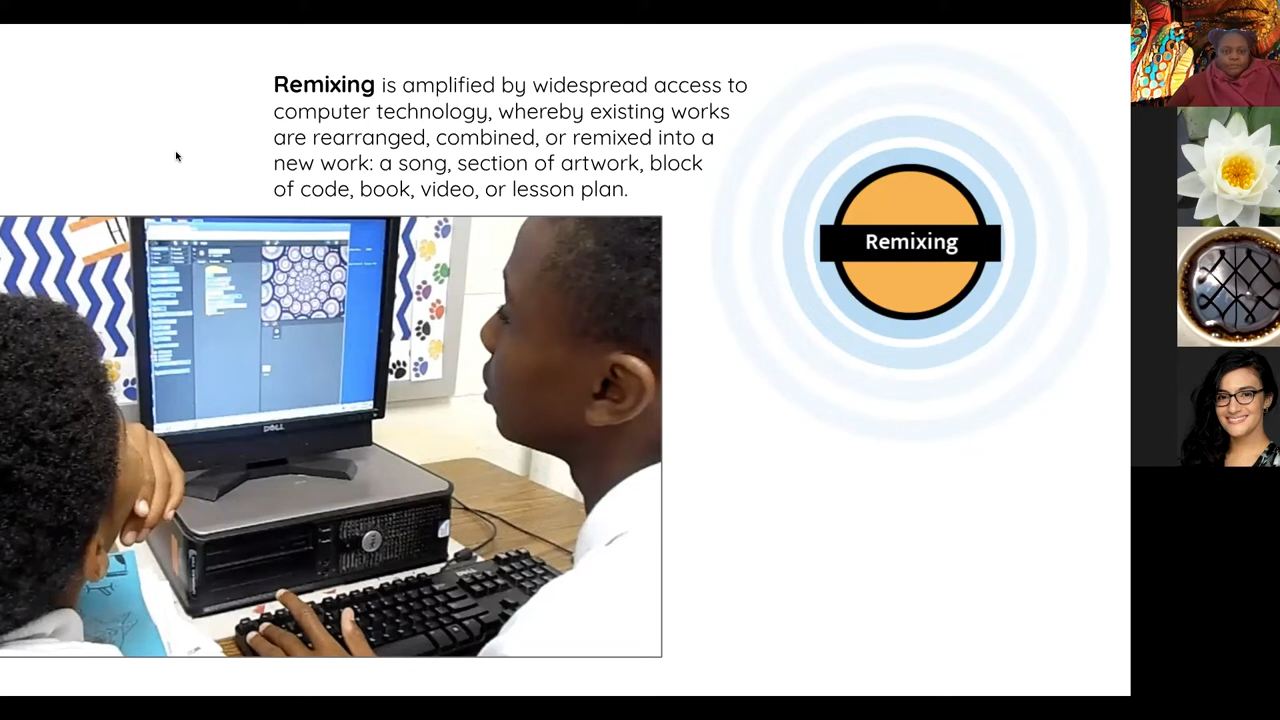 Remixing is amplified by widespread access to
computer technology, whereby existing works
are rearranged, combined, or remixed into a
new work: a song, section of artwork, block
of code, book, video, or lesson plan.
Remixing
DELL
DELL